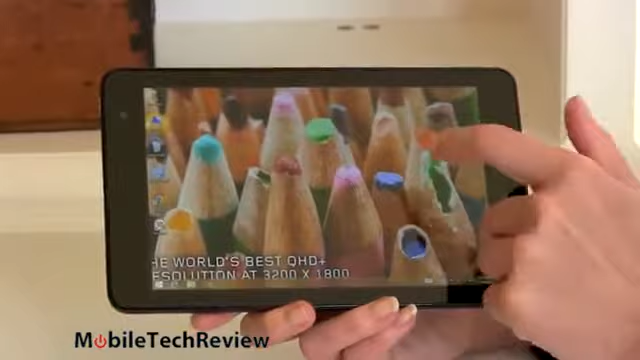 HE WORLD'S BEST QHD+
ESOLUTION AT 3200 X 1800
MobileTechReview